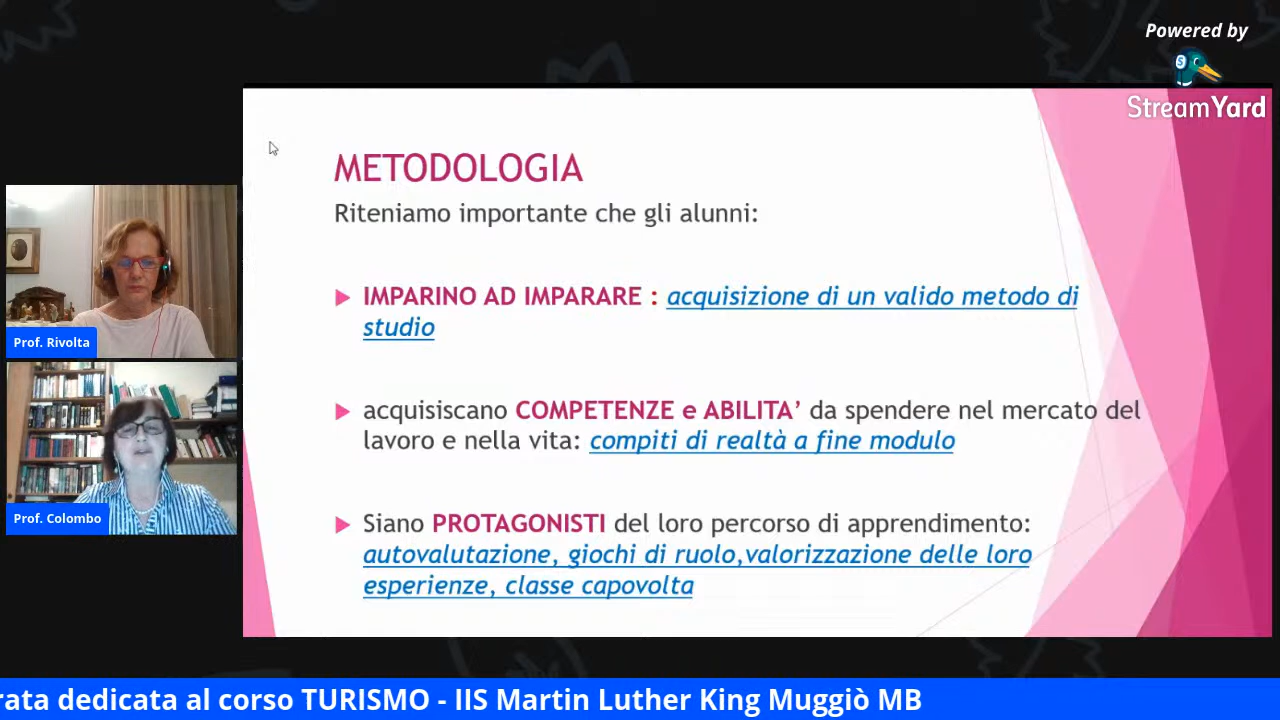 Powered by
StreamYard
METODOLOGIA
Riteniamo importante che gli alunni:
IMPARINO AD IMPARARE : acquisizione di un valido metodo di
studio
acquisiscano COMPETENZE e ABILITA’ da spendere nel mercato del
lavoro e nella vita: compiti di realtà a fine modulo
Siano PROTAGONISTI del loro percorso di apprendimento:
autovalutazione, giochi di ruolo,valorizzazione delle loro
esperienze, classe capovolta
Prof. Rivolta
Prof. Colombo
rata dedicata al corso TURISMO - IIS Martin Luther King Muggiò MB